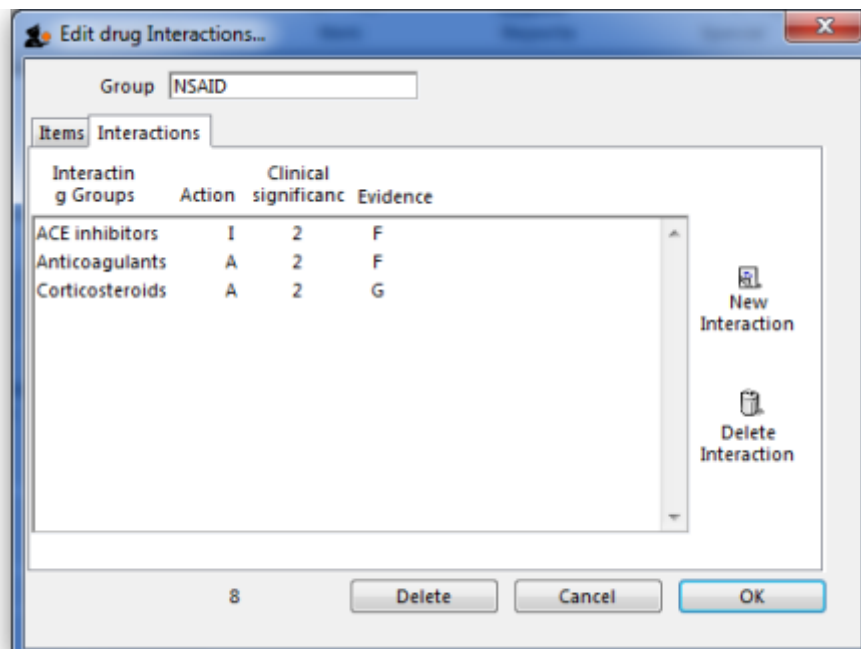 Edit drug Interactions...
Group NSAID
Items Interactions
Interactin
g Groups Action Clinical
significanc Evidence
ACE inhibitors I 2 F
Anticoagulants A 2 F
Corticosteroids A 2 G
New
Interaction
Delete
Interaction
8 Delete Cancel OK